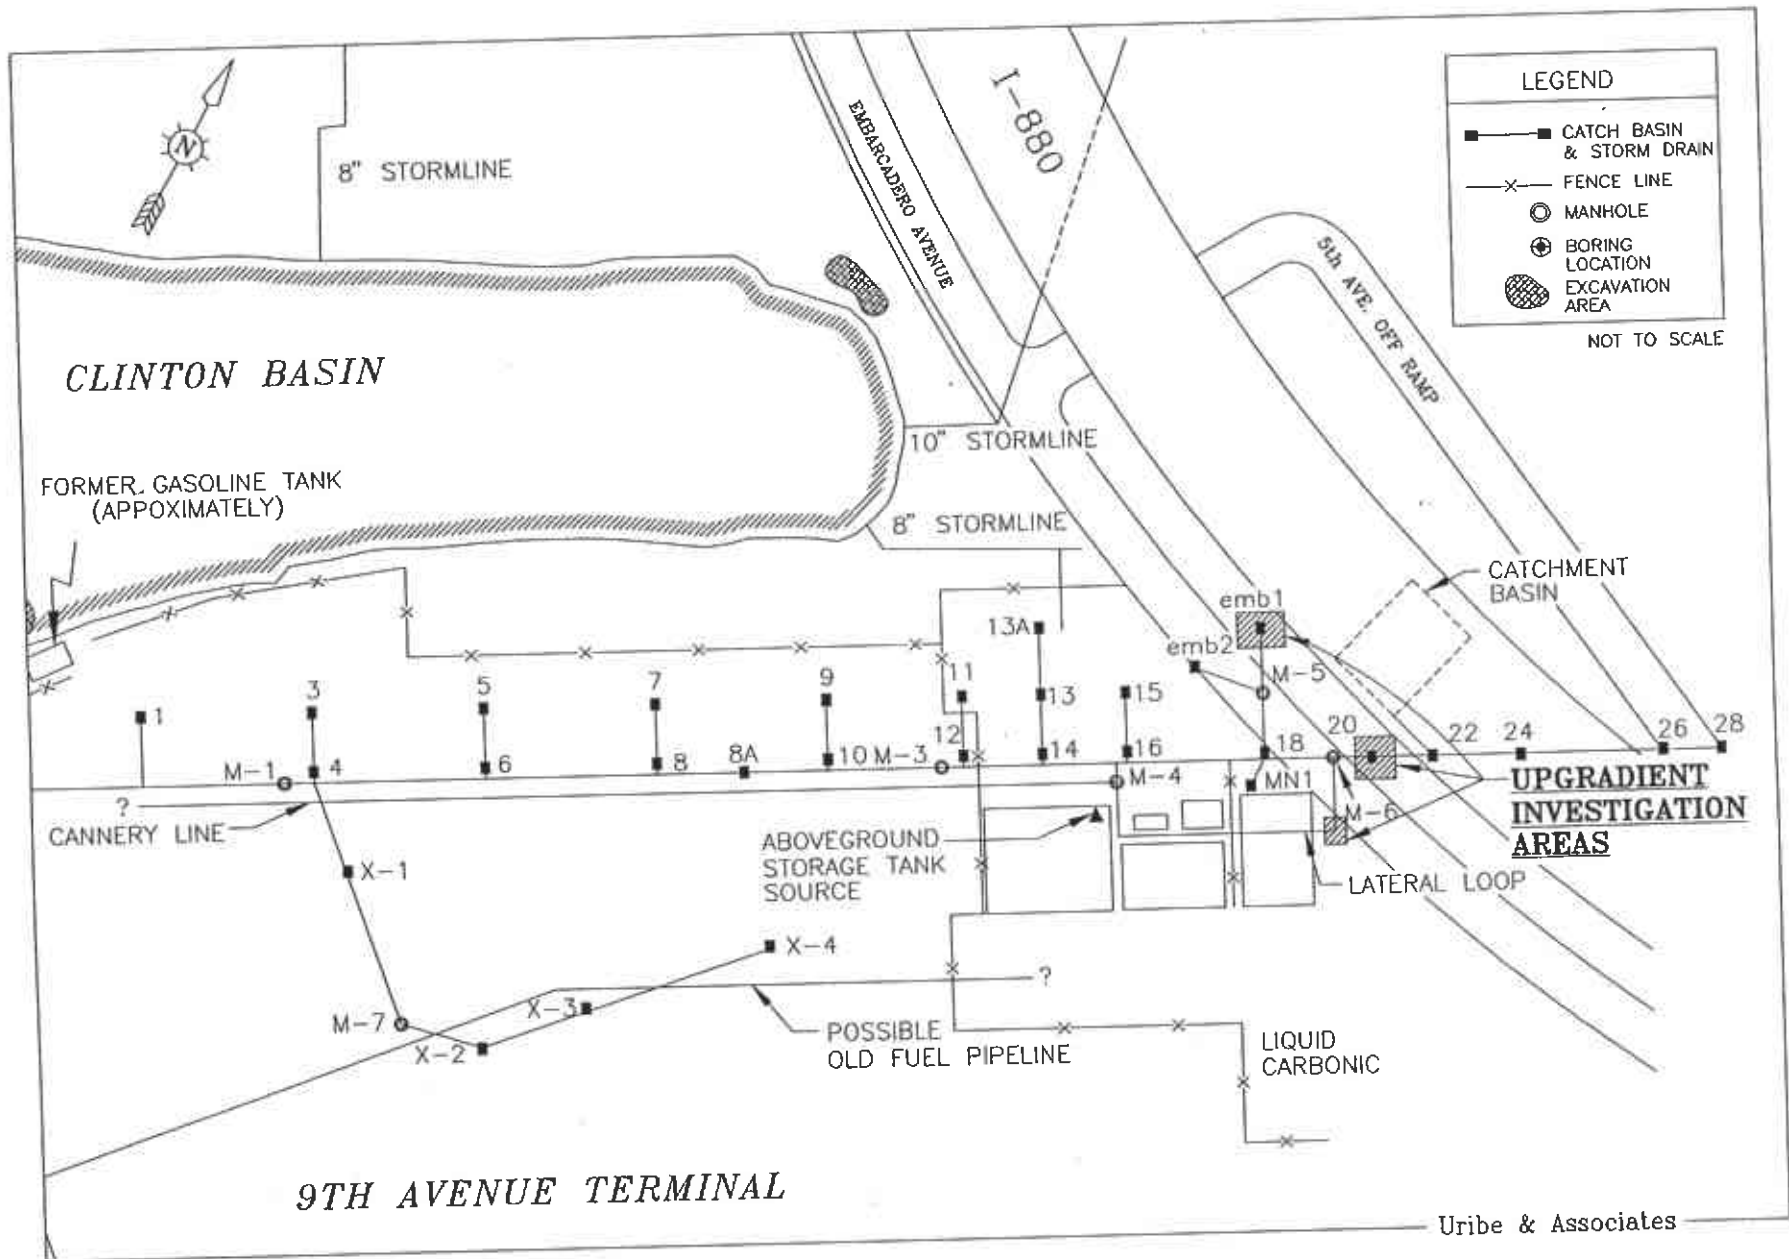 LEGEND
CATCH BASIN
& STORM DRAIN
FENCE LINE
MANHOLE
BORING
LOCATION
EXCAVATION
AREA
NOT TO SCALE
N
8" STORMLINE
EMBARCADERO AVENUE
I-880
5th AVE. OFF RAMP
CLINTON BASIN
10" STORMLINE
FORMER GASOLINE TANK
(APPOXIMATELY)
8" STORMLINE
CATCHMENT
BASIN
emb1
emb2
13A
M-5
1
3
5
7
9
11
13
15
M-1
4
6
8
8A
10
M-3
12
14
16
M-4
18
MN1
20
22
24
26
28
M-6
UPGRADIENT
INVESTIGATION
AREAS
?
CANNERY LINE
ABOVEGROUND
STORAGE TANK
SOURCE
LATERAL LOOP
X-1
X-4
?
M-7
X-3
X-2
POSSIBLE
OLD FUEL PIPELINE
LIQUID
CARBONIC
9TH AVENUE TERMINAL
Uribe & Associates